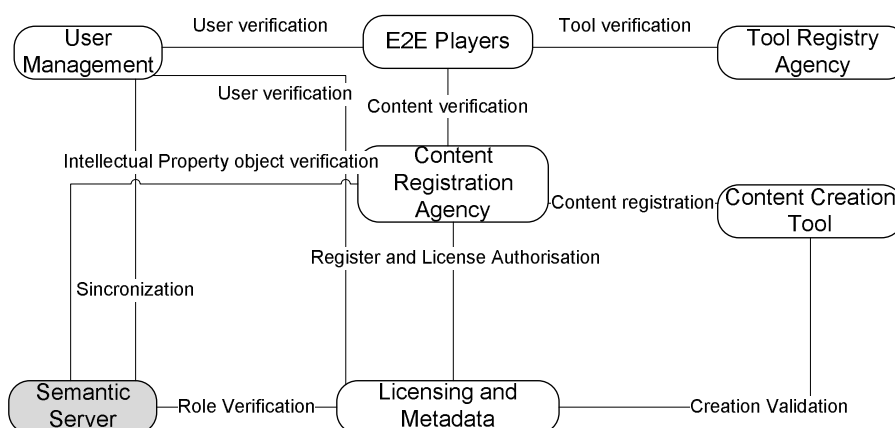 User verification
User
Management
E2E Players
Tool verification
Tool Registry
Agency
User verification
Content verification
Intellectual Property object verification
Content
Registration
Agency
Content registration
Content Creation
Tool
Register and License Authorisation
Sincronization
Semantic
Server
Role Verification
Licensing and
Metadata
Creation Validation